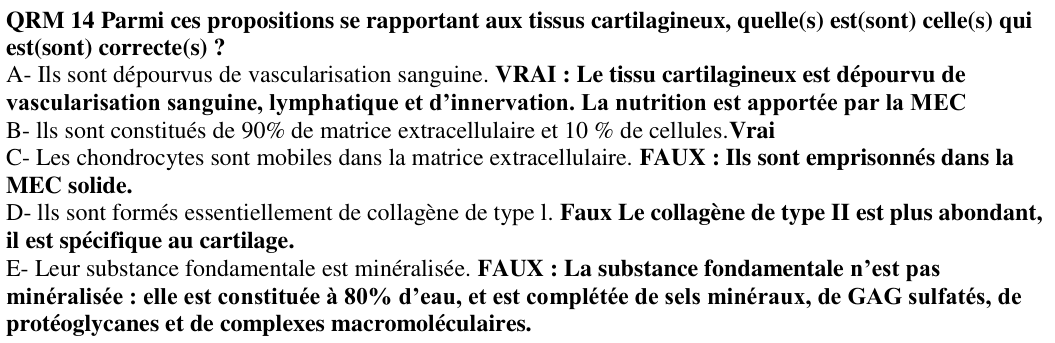 QRM 14 Parmi ces propositions se rapportant aux tissus cartilagineux, quelle(s) est(sont) celle(s) qui
est(sont) correcte(s) ?
A- Ils sont dépourvus de vascularisation sanguine. VRAI : Le tissu cartilagineux est dépourvu de
vascularisation sanguine, lymphatique et d’innervation. La nutrition est apportée par la MEC
B- lls sont constitués de 90% de matrice extracellulaire et 10 % de cellules.Vrai
C- Les chondrocytes sont mobiles dans la matrice extracellulaire. FAUX : Ils sont emprisonnés dans la
MEC solide.
D- lls sont formés essentiellement de collagène de type l. Faux Le collagène de type II est plus abondant,
il est spécifique au cartilage.
E- Leur substance fondamentale est minéralisée. FAUX : La substance fondamentale n’est pas
minéralisée : elle est constituée à 80% d’eau, et est complétée de sels minéraux, de GAG sulfatés, de
protéoglycanes et de complexes macromoléculaires.